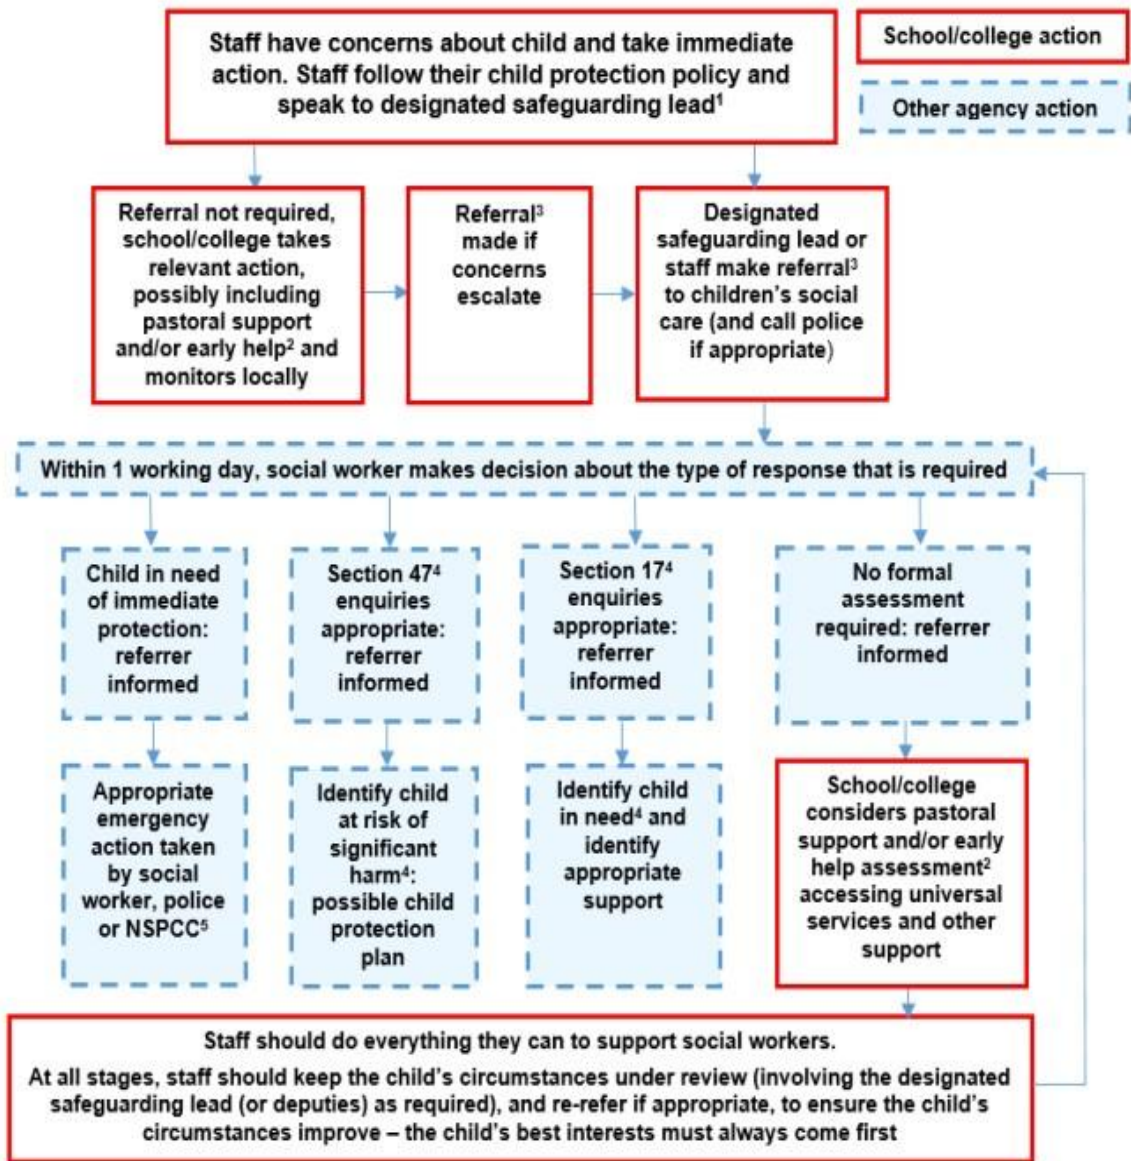 Staff have concerns about child and take immediate
action. Staff follow their child protection policy and
speak to designated safeguarding lead¹
School/college action
Other agency action
Referral not required,
school/college takes
relevant action,
possibly including
pastoral support
and/or early help² and
monitors locally
Referral³
made if
concerns
escalate
Designated
safeguarding lead or
staff make referral³
to children's social
care (and call police
if appropriate)
Within 1 working day, social worker makes decision about the type of response that is required
Child in need
of immediate
protection:
referrer
informed
Section 47⁴
enquiries
appropriate:
referrer
informed
Section 17⁴
enquiries
appropriate:
referrer
informed
No formal
assessment
required: referrer
informed
Appropriate
emergency
action taken
by social
worker, police
or NSPCC⁵
Identify child
at risk of
significant
harm⁴:
possible child
protection
plan
Identify child
in need⁴ and
identify
appropriate
support
School/college
considers pastoral
support and/or early
help assessment²
accessing universal
services and other
support
Staff should do everything they can to support social workers.
At all stages, staff should keep the child's circumstances under review (involving the designated
safeguarding lead (or deputies) as required), and re-refer if appropriate, to ensure the child's
circumstances improve – the child's best interests must always come first